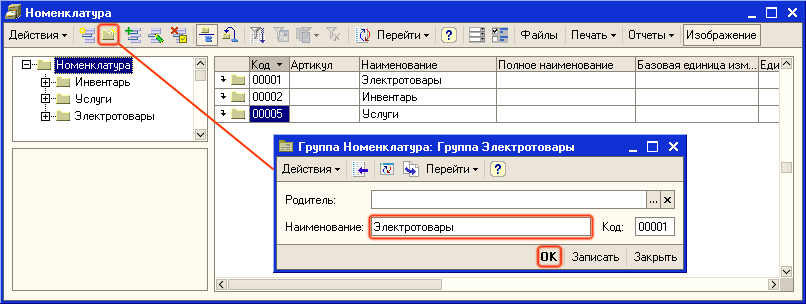 Номенклатура
Действия Перейти ? Файлы Печать Отчеты Изображение
Номенклатура
Инвентарь
Услуги
Электротовары
Код Артикул Наименование Полное наименование Базовая единица изм... Еди
00001 Электротовары
00002 Инвентарь
00005 Услуги
Группа Номенклатура: Группа Электротовары
Действия Перейти ?
Родитель: ... x
Наименование: Электротовары Код: 00001
OK Записать Закрыть